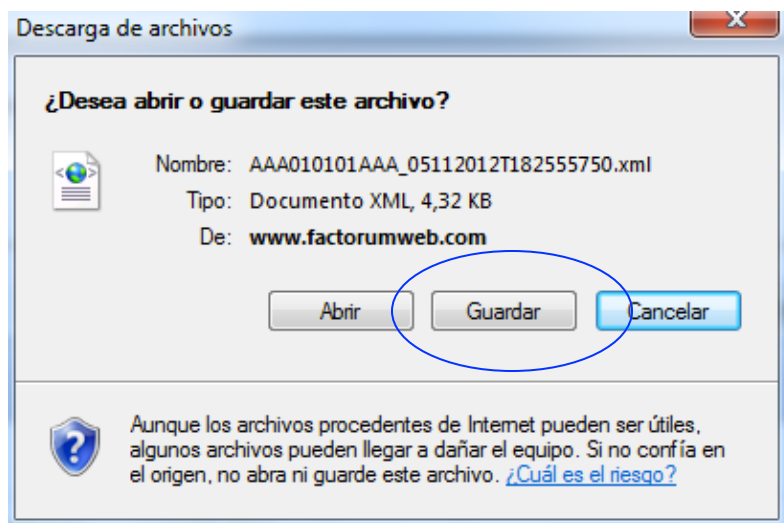 Descarga de archivos
X
¿Desea abrir o guardar este archivo?
Nombre: AAA010101AAA_05112012T182555750.xml
Tipo: Documento XML, 4,32 KB
De: www.factorumweb.com
Abrir Guardar Cancelar
Aunque los archivos procedentes de Internet pueden ser útiles,
algunos archivos pueden llegar a dañar el equipo. Si no confía en
el origen, no abra ni guarde este archivo. ¿Cuál es el riesgo?